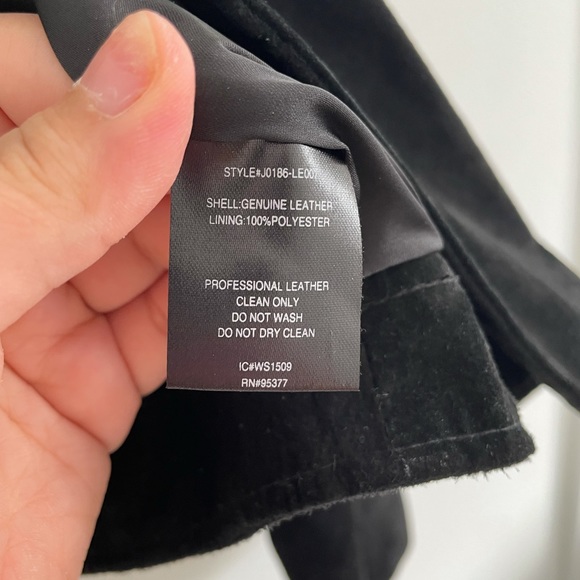 STYLE#J0186-LE007
SHELL:GENUINE LEATHER
LINING:100%POLYESTER
PROFESSIONAL LEATHER
CLEAN ONLY
DO NOT WASH
DO NOT DRY CLEAN
IC#WS1509
RN#95377